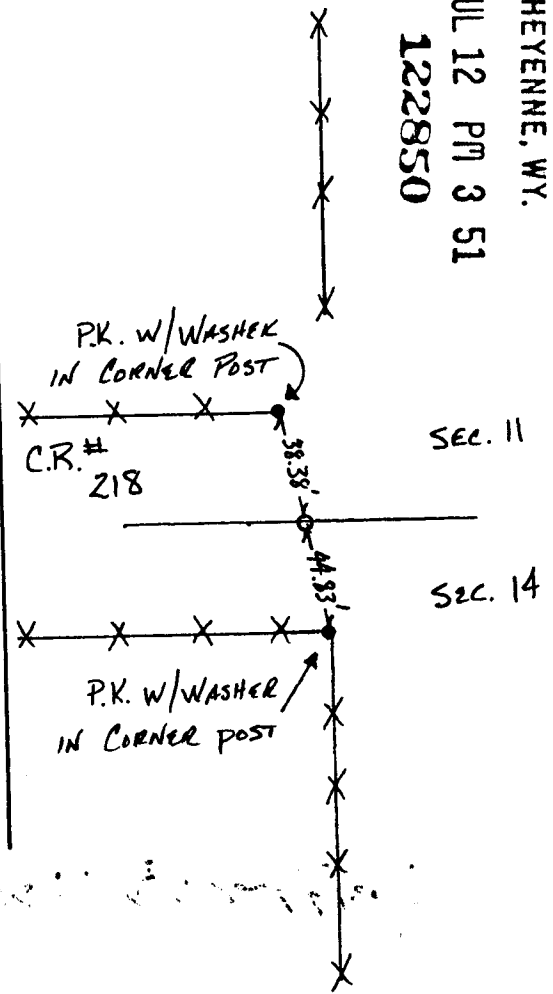 HEYENNE, WY.
UL 12 PM 3 51
122850
P.K. W/WASHER
IN CORNER POST
C.R.#
218
38.38'
SEC. 11
44.83'
SEC. 14
P.K. W/WASHER
IN CORNER POST